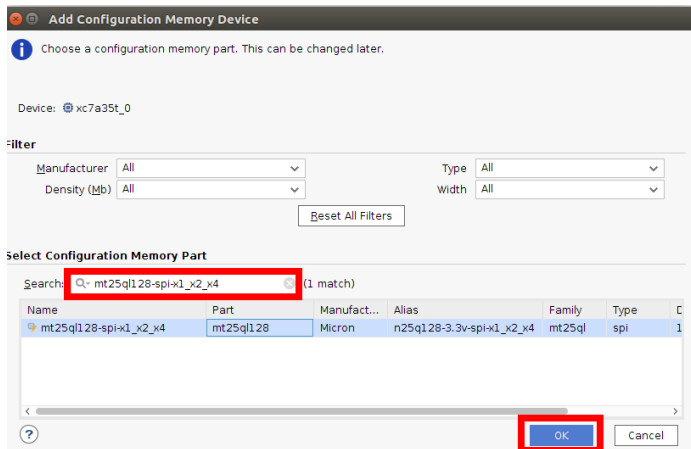 Add Configuration Memory Device
Choose a configuration memory part. This can be changed later.
Device: xc7a35t_0
Filter
Manufacturer All Type All
Density (Mb) All Width All
Reset All Filters
Select Configuration Memory Part
Search: mt25ql128-spi-x1_x2_x4 (1 match)
Name Part Manufact... Alias Family Type D
mt25ql128-spi-x1_x2_x4 mt25ql128 Micron n25q128-3.3v-spi-x1_x2_x4 mt25ql spi 1
? OK Cancel